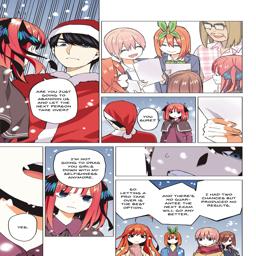 ARE YOU JUST
GOING TO
ABANDON US
AND LET THE
NEXT PERSON
TAKE OVER?
YOU
SURE?
YES.
I'M NOT
GOING TO DRAG
YOU GIRLS
DOWN WITH MY
SELFISHNESS
ANYMORE.
I HAD TWO
CHANCES BUT
PRODUCED NO
RESULTS.
AND THERE'S
NO GUAR-
ANTEE THE
NEXT EXAM
WILL GO ANY
BETTER.
SO
LETTING A
PRO TAKE
OVER IS THE
BEST
OPTION.